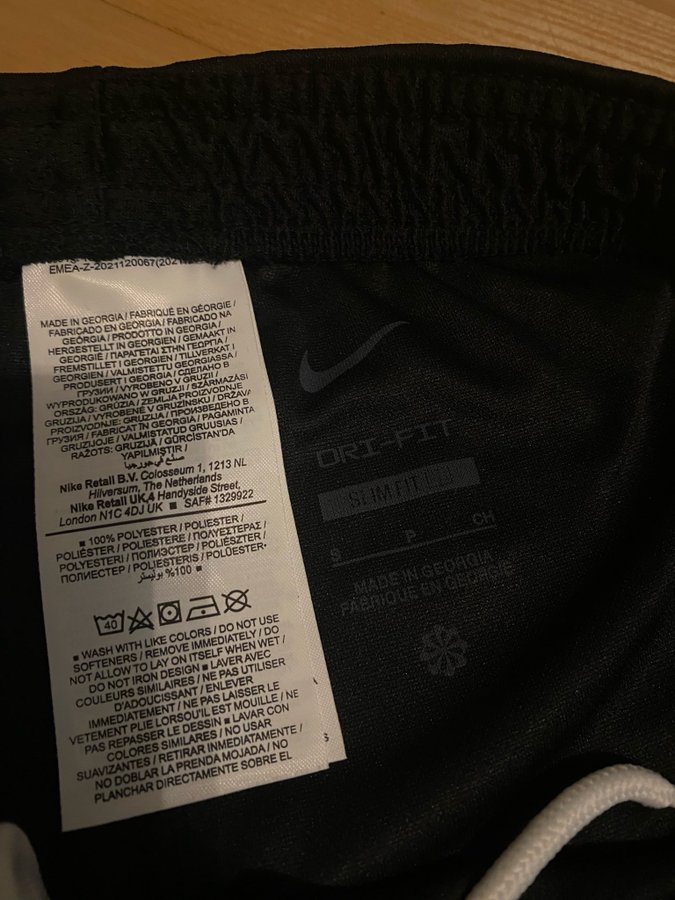 EMEA-Z-2021120067(202
MADE IN GEORGIA / FABRIQUÉ EN GÉORGIE /
FABRICADO EN GEORGIA / FABRICADO NA
GEÓRGIA / PRODOTTO IN GEORGIA /
HERGESTELLT IN GEORGIEN / GEMAAKT IN
GEORGIË / ΠΑΡΑΓΕΤΑΙ ΣΤΗ ΓΕΩΡΓΙΑ /
FREMSTILLET I GEORGIEN / TILLVERKAT I
GEORGIEN / VALMISTETTU GEORGIASSA /
PRODUSERT I GEORGIA / СДЕЛАНО В
ГРУЗИИ / VYROBENO V GRUZII / SZÁRMAZÁSI
WYPRODUKOWANO W GRUZJI /
ORSZÁG: GRÚZIA / ZEMLJA PROIZVODNJE
GRUZIJA / VYROBENÉ V GRUZÍNSKU / DRŽAVA
PROIZVODNJE: GRUZIJA / ПРОИЗВЕДЕНО В
ГРУЗИЯ / FABRICAT ÎN GEORGIA / PAGAMINTA
GRUZIJOJE / VALMISTATUD GRUUSIAS /
RAŽOTS: GRUZIJĀ / GÜRCİSTAN'DA
YAPILMIŞTIR /
صنع في جورجيا
Nike Retail B.V. Colosseum 1, 1213 NL
Hilversum, The Netherlands
Nike Retail UK,4 Handyside Street,
London N1C 4DJ UK ■ SAF# 1329922
■ 100% POLYESTER / POLYESTER /
POLIÉSTER / POLIESTERE / ΠΟΛΥΕΣΤΕΡΑΣ /
POLYESTERI / ПОЛИЭСТЕР / POLIÉSZTER /
ПОЛИЕСТЕР / POLIESTERIS / POLÜESTER
100% بوليستر ■
40
■ WASH WITH LIKE COLORS / DO NOT USE
SOFTENERS / REMOVE IMMEDIATELY / DO
NOT ALLOW TO LAY ON ITSELF WHEN WET /
DO NOT IRON DESIGN ■ LAVER AVEC
COULEURS SIMILAIRES / NE PAS UTILISER
D'ADOUCISSANT / ENLEVER
IMMÉDIATEMENT / NE PAS LAISSER LE
VETEMENT PLIE LORSQU'IL EST MOUILLE / NE
PAS REPASSER LE DESSIN ■ LAVAR CON
COLORES SIMILARES / NO USAR
SUAVIZANTES / RETIRAR INMEDIATAMENTE /
NO DOBLAR LA PRENDA MOJADA / NO
PLANCHAR DIRECTAMENTE SOBRE EL
DRI-FIT
SLIM FIT
S P CH
MADE IN GEORGIA
FABRIQUÉ EN GEORGIE